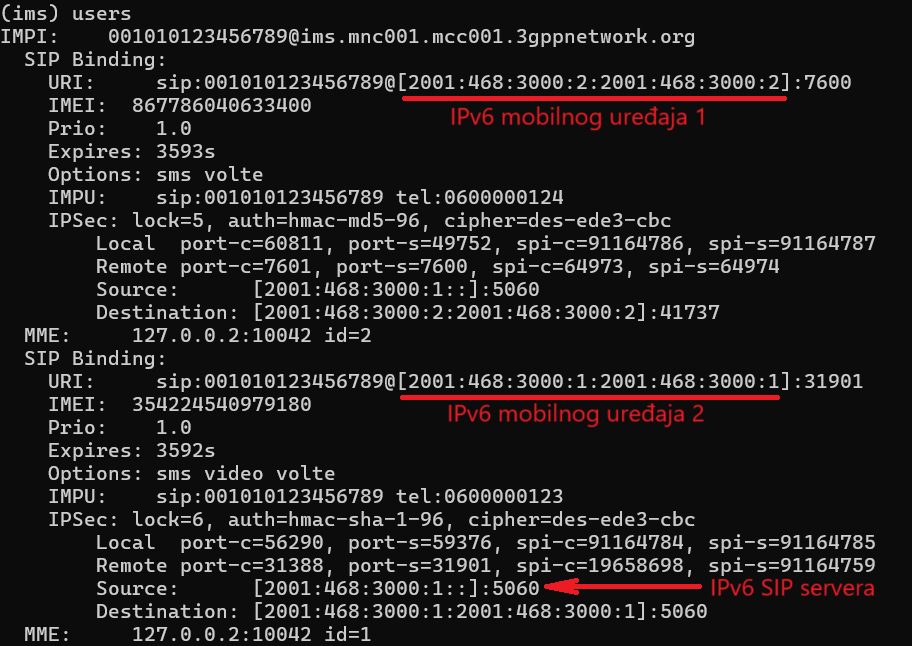 (ims) users
IMPI:    001010123456789@ims.mnc001.mcc001.3gppnetwork.org
  SIP Binding:
    URI:     sip:001010123456789@[2001:468:3000:2:2001:468:3000:2]:7600
IPv6 mobilnog uređaja 1
    IMEI:  867786040633400
    Prio:    1.0
    Expires: 3593s
    Options: sms volte
    IMPU:    sip:001010123456789 tel:0600000124
    IPSec: lock=5, auth=hmac-md5-96, cipher=des-ede3-cbc
        Local  port-c=60811, port-s=49752, spi-c=91164786, spi-s=91164787
        Remote port-c=7601, port-s=7600, spi-c=64973, spi-s=64974
        Source:      [2001:468:3000:1::]:5060
        Destination: [2001:468:3000:2:2001:468:3000:2]:41737
  MME:     127.0.0.2:10042 id=2
  SIP Binding:
    URI:     sip:001010123456789@[2001:468:3000:1:2001:468:3000:1]:31901
IPv6 mobilnog uređaja 2
    IMEI:  354224540979180
    Prio:    1.0
    Expires: 3592s
    Options: sms video volte
    IMPU:    sip:001010123456789 tel:0600000123
    IPSec: lock=6, auth=hmac-sha-1-96, cipher=des-ede3-cbc
        Local  port-c=56290, port-s=59376, spi-c=91164784, spi-s=91164785
        Remote port-c=31388, port-s=31901, spi-c=19658698, spi-s=91164759
        Source:      [2001:468:3000:1::]:5060 IPv6 SIP servera
        Destination: [2001:468:3000:1:2001:468:3000:1]:5060
  MME:     127.0.0.2:10042 id=1